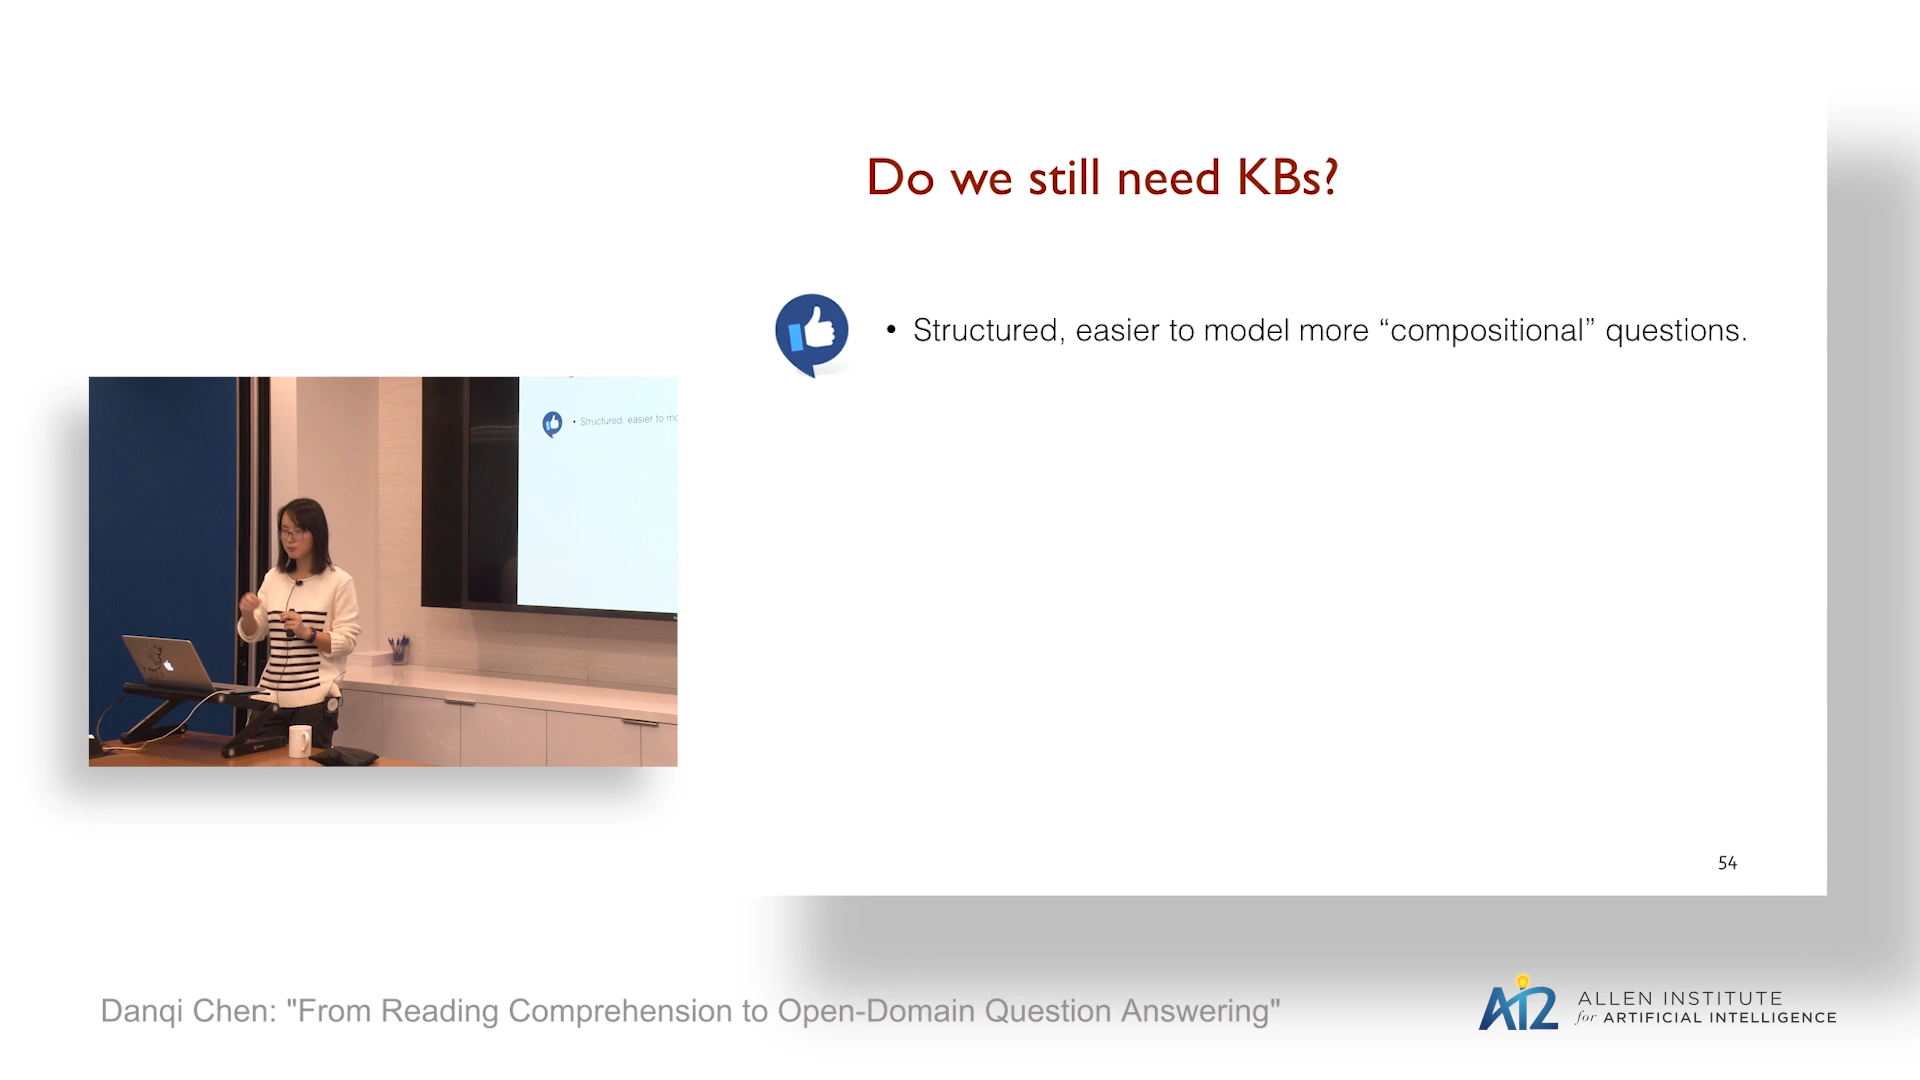 Do we still need KBs?
• Structured, easier to model more “compositional” questions.
• Structured, easier to mo
54
Danqi Chen: "From Reading Comprehension to Open-Domain Question Answering"
AI2
ALLEN INSTITUTE
for ARTIFICIAL INTELLIGENCE